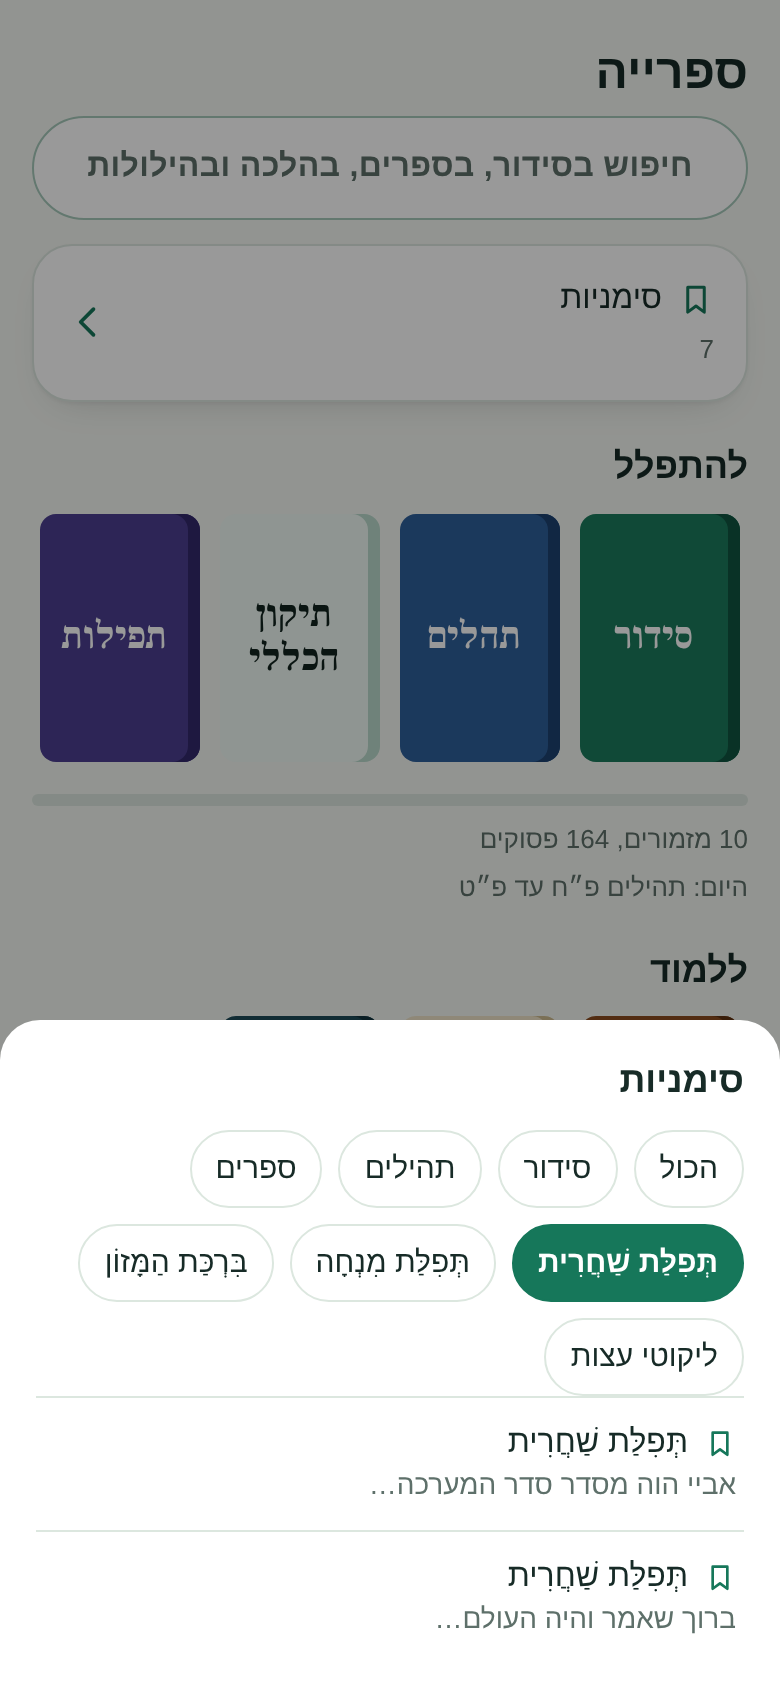 ספרייה
חיפוש בסידור, בספרים, בהלכה ובהילולות
סימניות
7
להתפלל
סידור
תהלים
תיקון
הכללי
תפילות
10 מזמורים, 164 פסוקים
היום: תהילים פ״ח עד פ״ט
ללמוד
סימניות
הכול
סידור
תהילים
ספרים
תְּפִלַּת שַׁחֲרִית
תְּפִלַּת מִנְחָה
בִּרְכַּת הַמָּזוֹן
ליקוטי עצות
תְּפִלַּת שַׁחֲרִית
אביי הוה מסדר סדר המערכה...
תְּפִלַּת שַׁחֲרִית
ברוך שאמר והיה העולם...